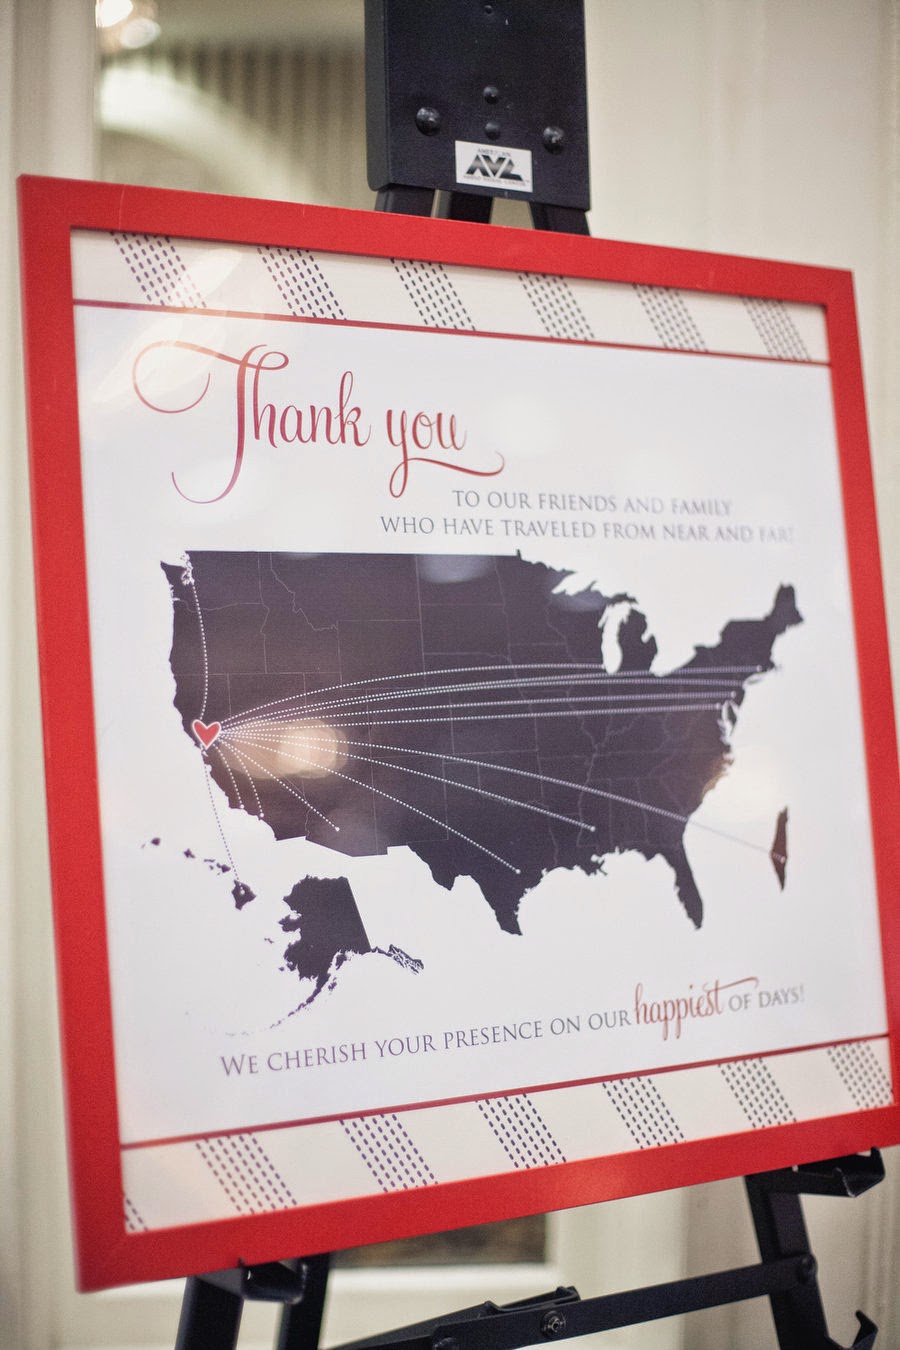 AMERICAN
AVL
Thank you
TO OUR FRIENDS AND FAMILY
WHO HAVE TRAVELED FROM NEAR AND FAR!
WE CHERISH YOUR PRESENCE ON OUR happiest OF DAYS!